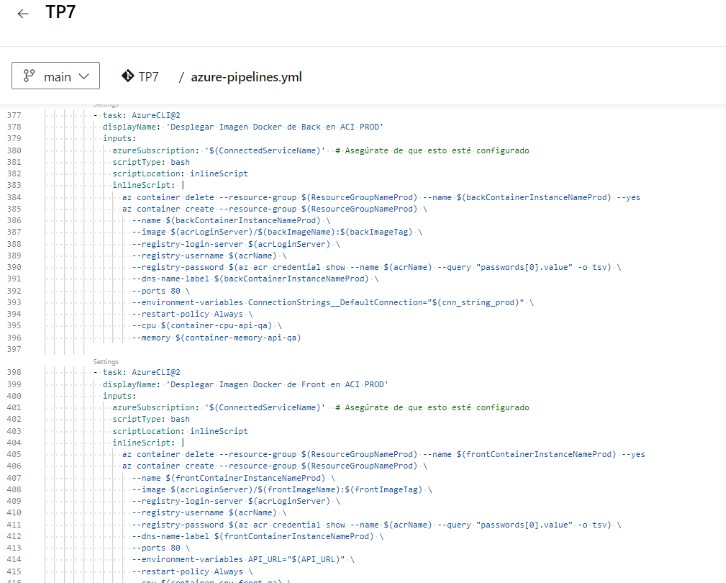 ← TP7
main TP7 / azure-pipelines.yml
Settings
377 - task: AzureCLI@2
378 displayName: 'Desplegar Imagen Docker de Back en ACI PROD'
379 inputs:
380 azureSubscription: '$(ConnectedServiceName)' # Asegúrate de que esto esté configurado
381 scriptType: bash
382 scriptLocation: inlineScript
383 inlineScript: |
384 az container delete --resource-group $(ResourceGroupNameProd) --name $(backContainerInstanceNameProd) --yes
385 az container create --resource-group $(ResourceGroupNameProd) \
386 --name $(backContainerInstanceNameProd) \
387 --image $(acrLoginServer)/$(backImageName):$(backImageTag) \
388 --registry-login-server $(acrLoginServer) \
389 --registry-username $(acrName) \
390 --registry-password $(az acr credential show --name $(acrName) --query "passwords[0].value" -o tsv) \
391 --dns-name-label $(backContainerInstanceNameProd) \
392 --ports 80 \
393 --environment-variables ConnectionStrings__DefaultConnection="$(cnn_string_prod)" \
394 --restart-policy Always \
395 --cpu $(container-cpu-api-qa) \
396 --memory $(container-memory-api-qa)
397
Settings
398 - task: AzureCLI@2
399 displayName: 'Desplegar Imagen Docker de Front en ACI PROD'
400 inputs:
401 azureSubscription: '$(ConnectedServiceName)' # Asegúrate de que esto esté configurado
402 scriptType: bash
403 scriptLocation: inlineScript
404 inlineScript: |
405 az container delete --resource-group $(ResourceGroupNameProd) --name $(frontContainerInstanceNameProd) --yes
406 az container create --resource-group $(ResourceGroupNameProd) \
407 --name $(frontContainerInstanceNameProd) \
408 --image $(acrLoginServer)/$(frontImageName):$(frontImageTag) \
409 --registry-login-server $(acrLoginServer) \
410 --registry-username $(acrName) \
411 --registry-password $(az acr credential show --name $(acrName) --query "passwords[0].value" -o tsv) \
412 --dns-name-label $(frontContainerInstanceNameProd) \
413 --ports 80 \
414 --environment-variables API_URL="$(API_URL)" \
415 --restart-policy Always \
416 --cpu $(container-cpu-front-qa) \